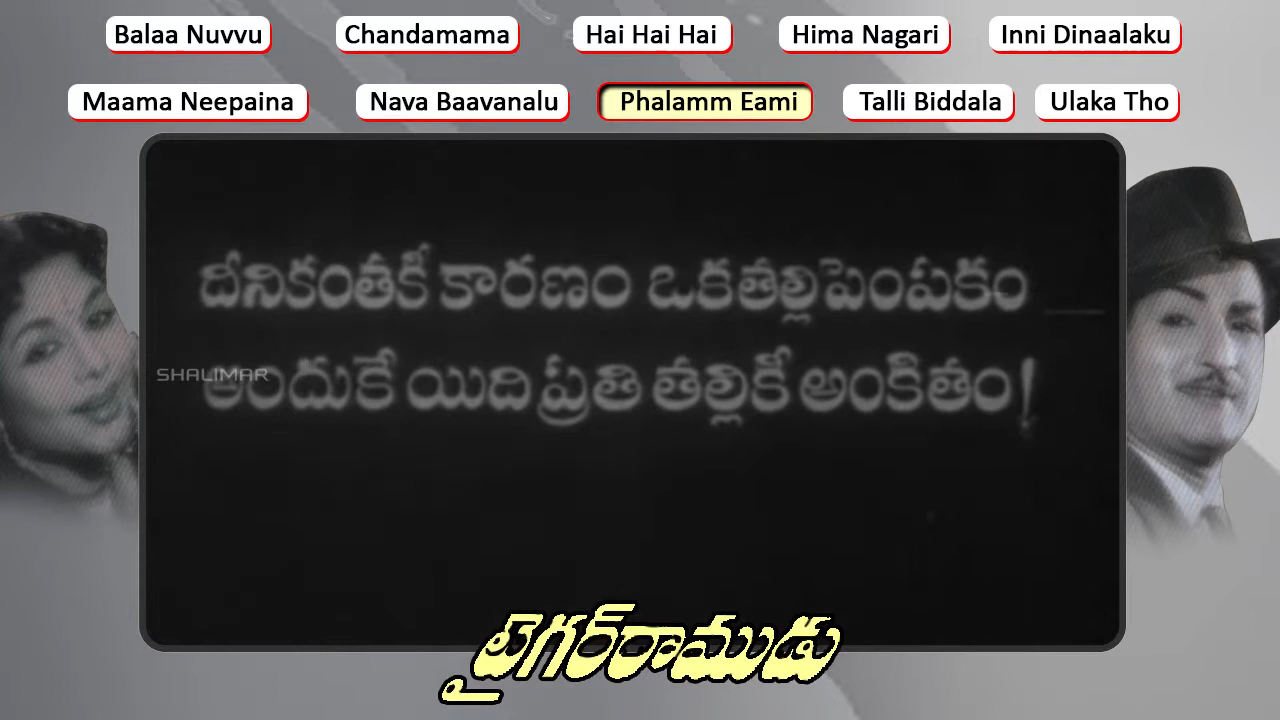 Balaa Nuvvu Chandamama Hai Hai Hai Hima Nagari Inni Dinaalaku
Maama Neepaina Nava Baavanalu Phalamm Eami Talli Biddala Ulaka Tho
దీనికంతకీ కారణం ఒకతల్లిపెంపకం
SHALIMAR
అందుకే యిది ప్రతి తల్లికీ అంకితం!
టైగర్‌రాముడు